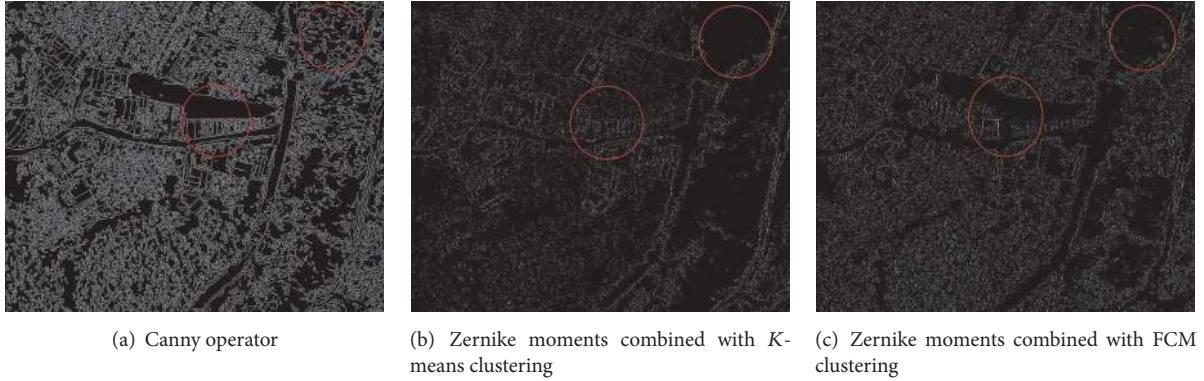 (a) Canny operator
(b) Zernike moments combined with K-
means clustering
(c) Zernike moments combined with FCM
clustering